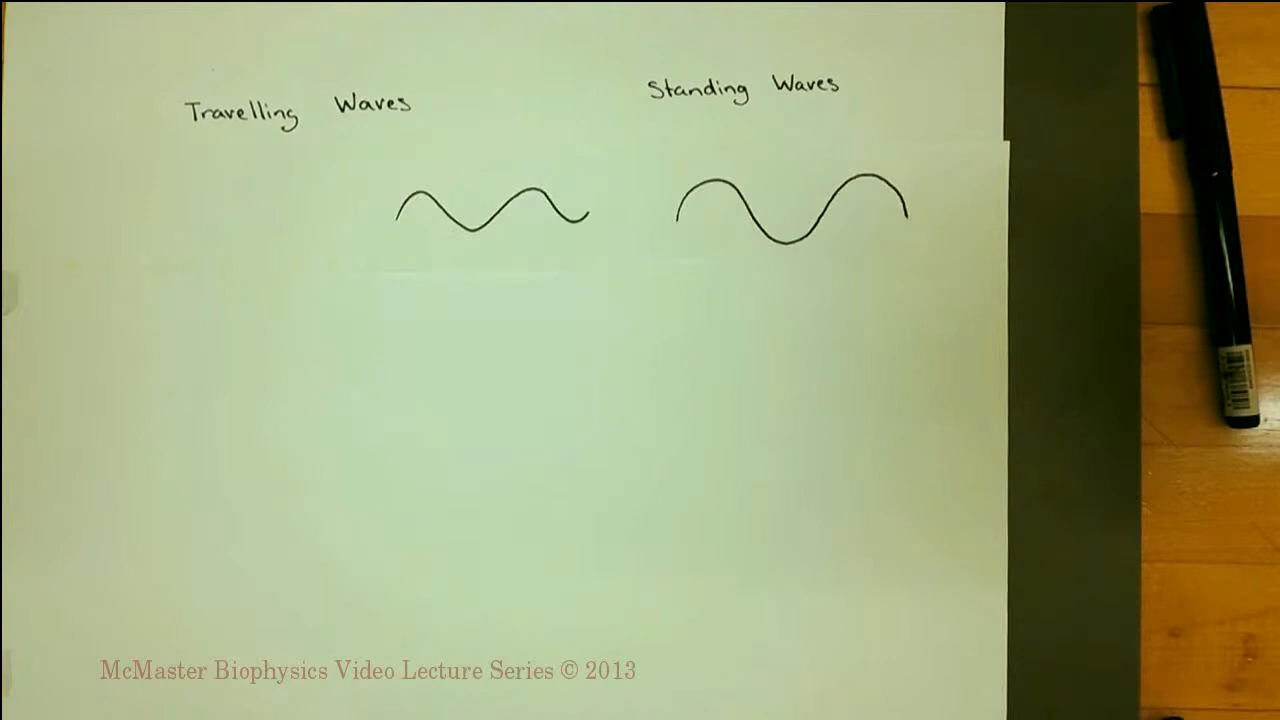 Travelling Waves
Standing Waves
McMaster Biophysics Video Lecture Series © 2013